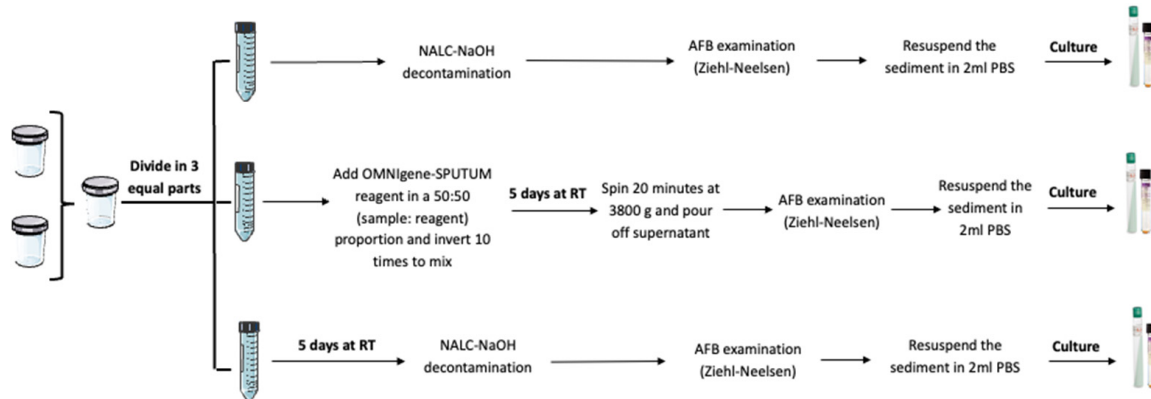 NALC-NaOH
decontamination
AFB examination
(Ziehl-Neelsen)
Resuspend the
sediment in 2ml PBS
Culture
Divide in 3
equal parts
Add OMNIgene-SPUTUM
reagent in a 50:50
(sample: reagent)
proportion and invert 10
times to mix
5 days at RT
Spin 20 minutes at
3800 g and pour
off supernatant
AFB examination
(Ziehl-Neelsen)
Resuspend the
sediment in
2ml PBS
Culture
5 days at RT
NALC-NaOH
decontamination
AFB examination
(Ziehl-Neelsen)
Resuspend the
sediment in 2ml PBS
Culture